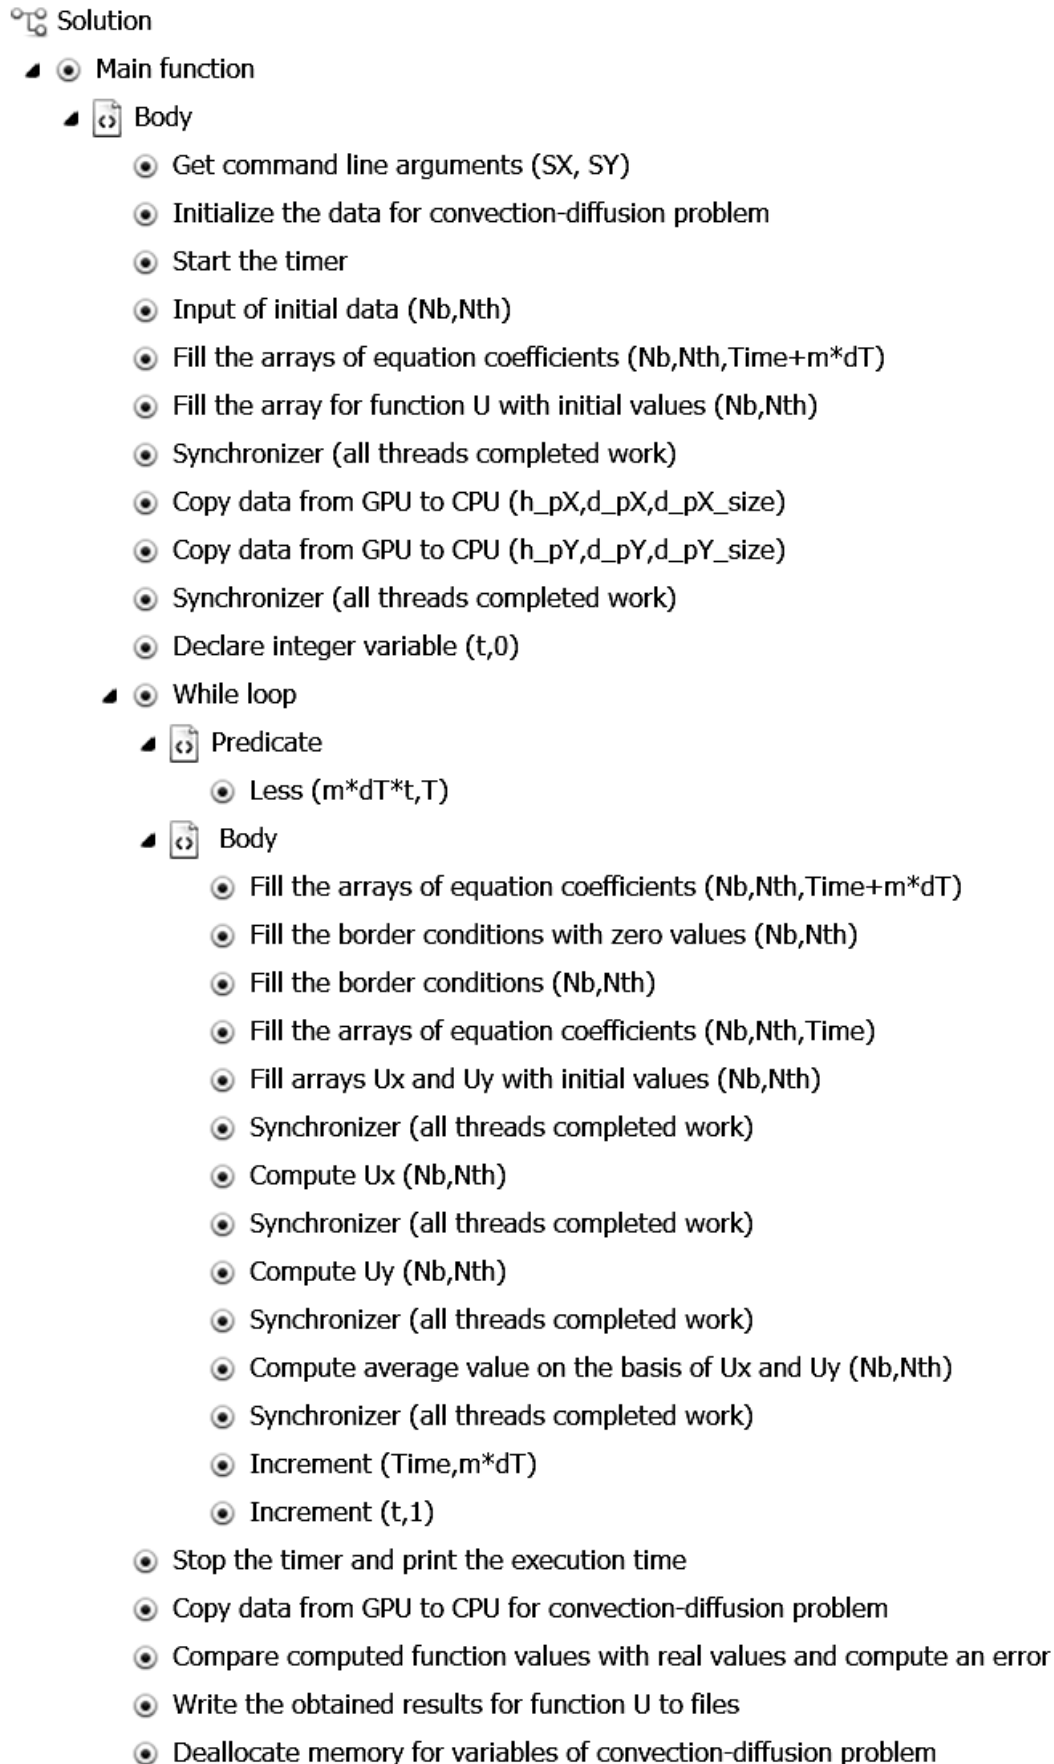 Solution
Main function
Body
Get command line arguments (SX, SY)
Initialize the data for convection-diffusion problem
Start the timer
Input of initial data (Nb,Nth)
Fill the arrays of equation coefficients (Nb,Nth,Time+m*dT)
Fill the array for function U with initial values (Nb,Nth)
Synchronizer (all threads completed work)
Copy data from GPU to CPU (h_pX,d_pX,d_pX_size)
Copy data from GPU to CPU (h_pY,d_pY,d_pY_size)
Synchronizer (all threads completed work)
Declare integer variable (t,0)
While loop
Predicate
Less (m*dT*t,T)
Body
Fill the arrays of equation coefficients (Nb,Nth,Time+m*dT)
Fill the border conditions with zero values (Nb,Nth)
Fill the border conditions (Nb,Nth)
Fill the arrays of equation coefficients (Nb,Nth,Time)
Fill arrays Ux and Uy with initial values (Nb,Nth)
Synchronizer (all threads completed work)
Compute Ux (Nb,Nth)
Synchronizer (all threads completed work)
Compute Uy (Nb,Nth)
Synchronizer (all threads completed work)
Compute average value on the basis of Ux and Uy (Nb,Nth)
Synchronizer (all threads completed work)
Increment (Time,m*dT)
Increment (t,1)
Stop the timer and print the execution time
Copy data from GPU to CPU for convection-diffusion problem
Compare computed function values with real values and compute an error
Write the obtained results for function U to files
Deallocate memory for variables of convection-diffusion problem